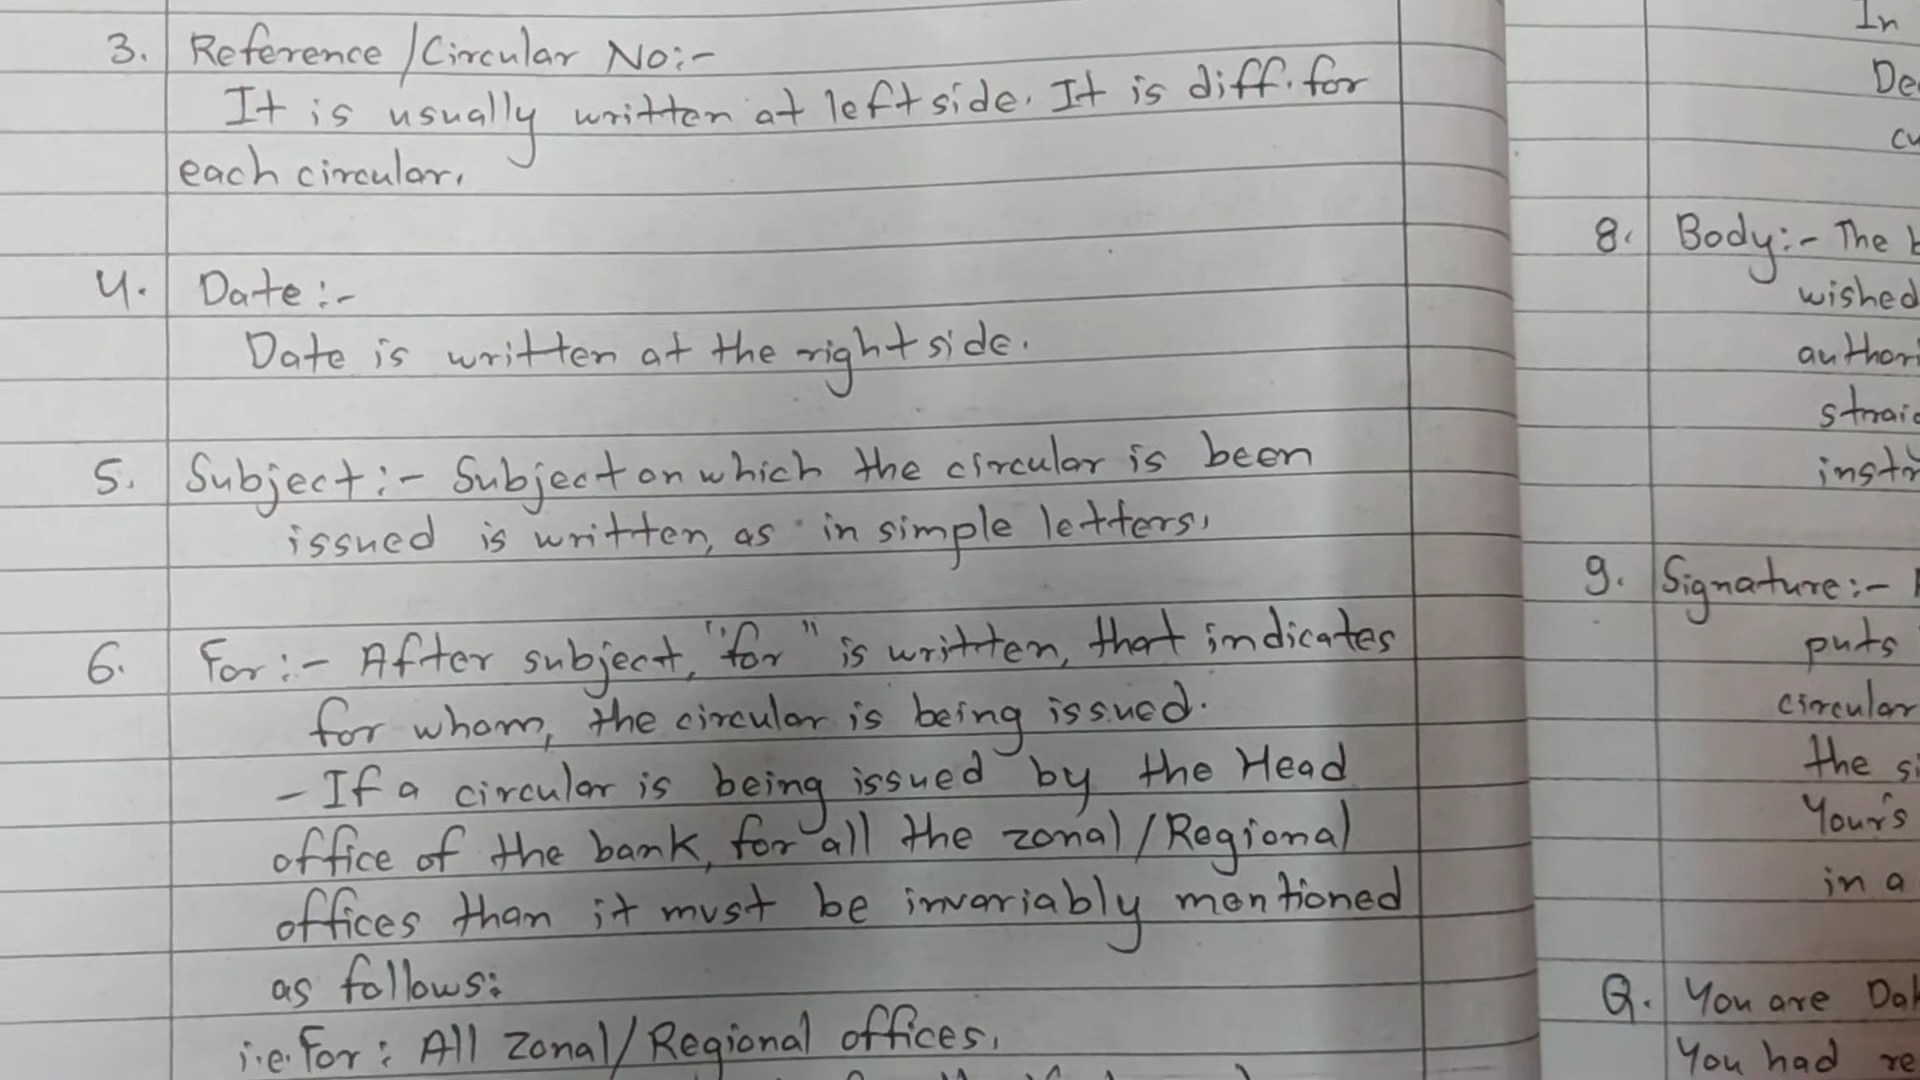 3. Reference/Circular No:-
It is usually written at left side. It is diff. for
each circular.
4. Date:-
Date is written at the right side.
5. Subject:- Subject on which the circular is been
issued is written, as in simple letters.
6. For:- After subject, "for" is written, that indicates
for whom, the circular is being issued.
- If a circular is being issued by the Head
office of the bank, for all the zonal/Regional
offices than it must be invariably mentioned
as follows:
i.e. For: All Zonal/Regional offices.
In
8. Body:- The
wished
9. Signature:-
puts
circular
the
Your's
in a
Q. You are
You had